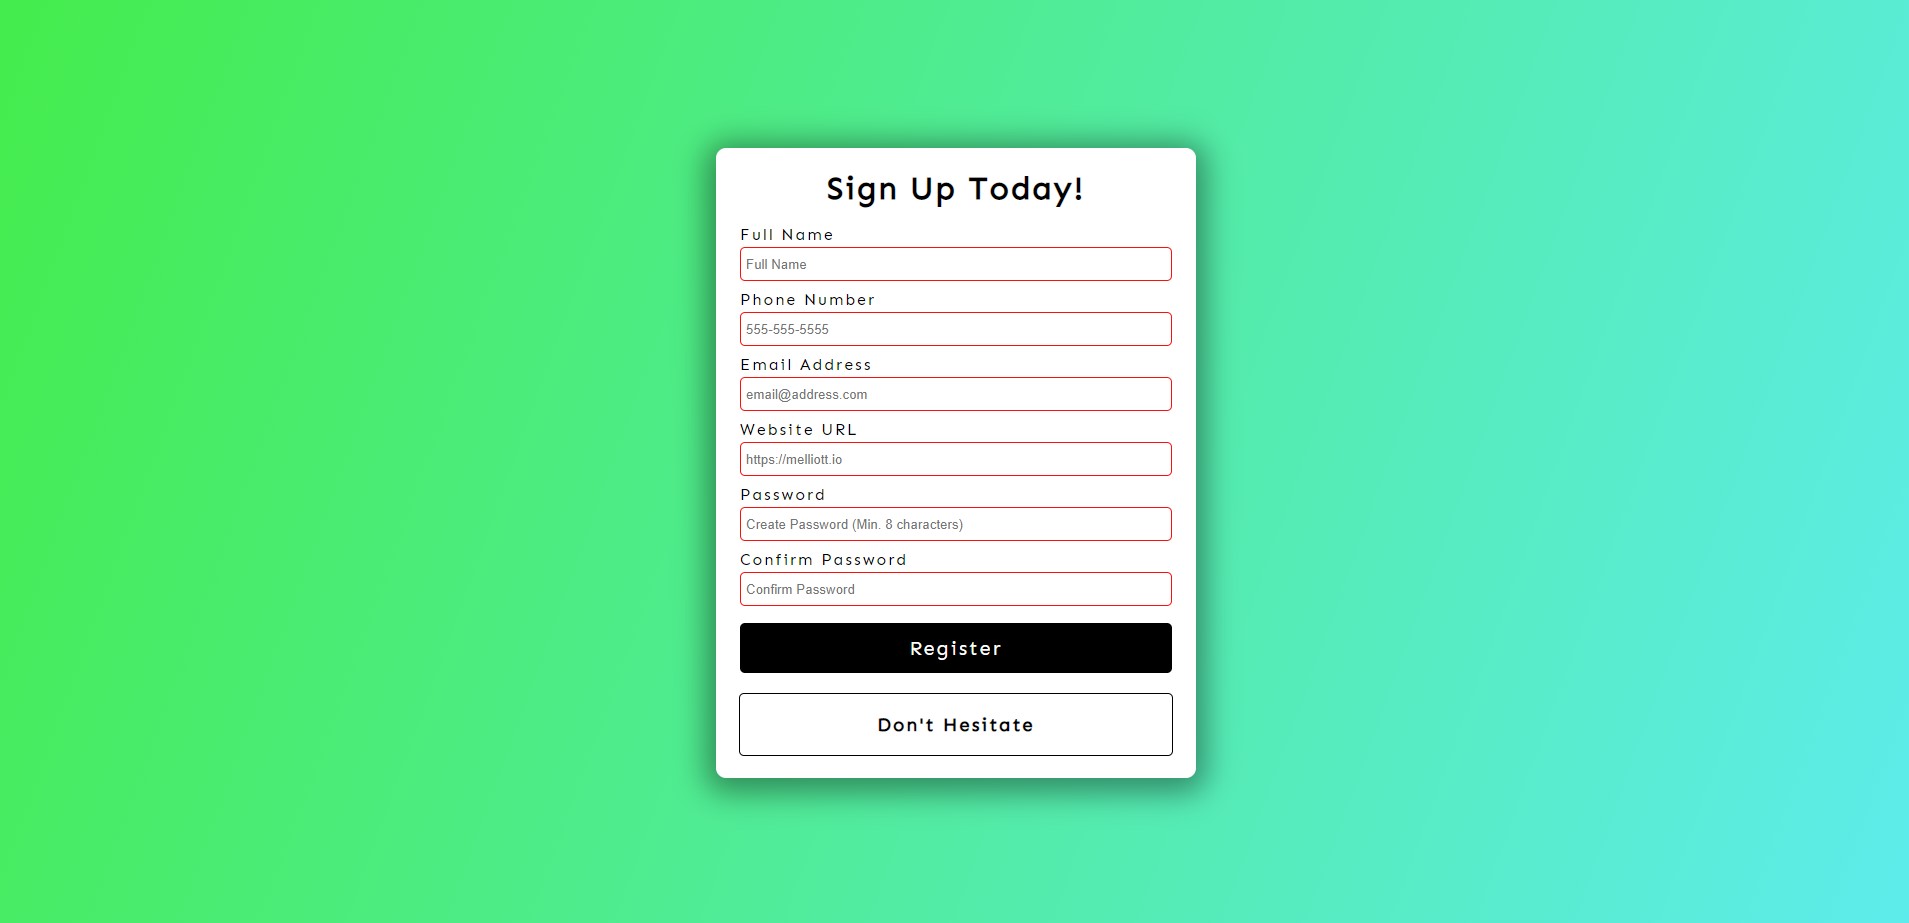 Sign Up Today!
Full Name
Full Name
Phone Number
555-555-5555
Email Address
email@address.com
Website URL
https://melliott.io
Password
Create Password (Min. 8 characters)
Confirm Password
Confirm Password
Register
Don't Hesitate